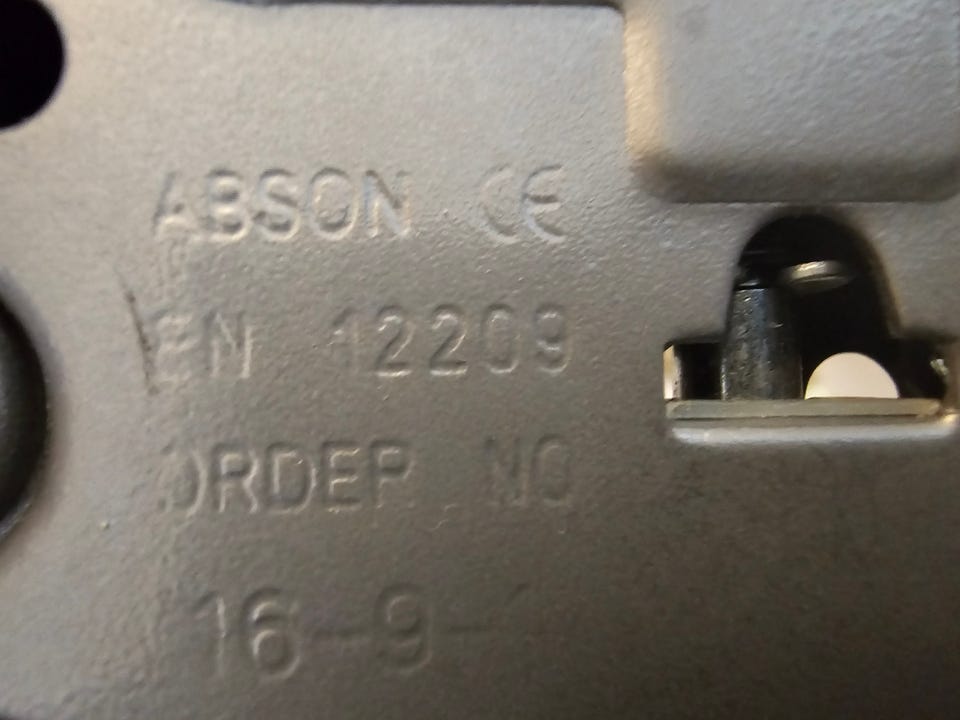 ABSON CE
EN 12209
ORDER NO
16-9-